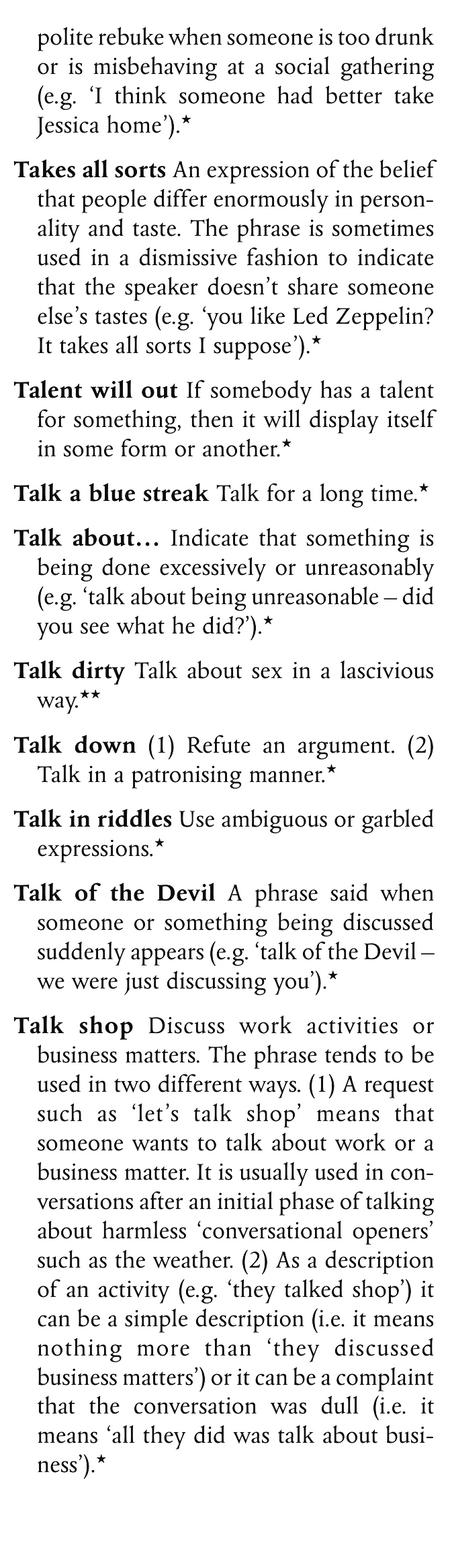 polite rebuke when someone is too drunk
or is misbehaving at a social gathering
(e.g. ‘I think someone had better take
Jessica home’).★
Takes all sorts An expression of the belief
that people differ enormously in person-
ality and taste. The phrase is sometimes
used in a dismissive fashion to indicate
that the speaker doesn’t share someone
else’s tastes (e.g. ‘you like Led Zeppelin?
It takes all sorts I suppose’).★
Talent will out If somebody has a talent
for something, then it will display itself
in some form or another.★
Talk a blue streak Talk for a long time.★
Talk about… Indicate that something is
being done excessively or unreasonably
(e.g. ‘talk about being unreasonable – did
you see what he did?’).★
Talk dirty Talk about sex in a lascivious
way.★★
Talk down (1) Refute an argument. (2)
Talk in a patronising manner.★
Talk in riddles Use ambiguous or garbled
expressions.★
Talk of the Devil A phrase said when
someone or something being discussed
suddenly appears (e.g. ‘talk of the Devil –
we were just discussing you’).★
Talk shop Discuss work activities or
business matters. The phrase tends to be
used in two different ways. (1) A request
such as ‘let’s talk shop’ means that
someone wants to talk about work or a
business matter. It is usually used in con-
versations after an initial phase of talking
about harmless ‘conversational openers’
such as the weather. (2) As a description
of an activity (e.g. ‘they talked shop’) it
can be a simple description (i.e. it means
nothing more than ‘they discussed
business matters’) or it can be a complaint
that the conversation was dull (i.e. it
means ‘all they did was talk about busi-
ness’).★